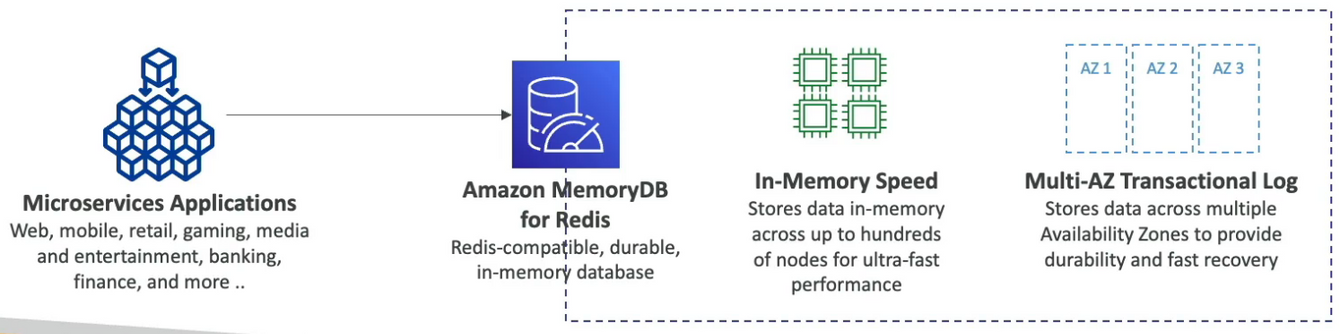 Microservices Applications
Web, mobile, retail, gaming, media
and entertainment, banking,
finance, and more ..
Amazon MemoryDB
for Redis
Redis-compatible, durable,
in-memory database
In-Memory Speed
Stores data in-memory
across up to hundreds
of nodes for ultra-fast
performance
AZ 1
AZ 2
AZ 3
Multi-AZ Transactional Log
Stores data across multiple
Availability Zones to provide
durability and fast recovery